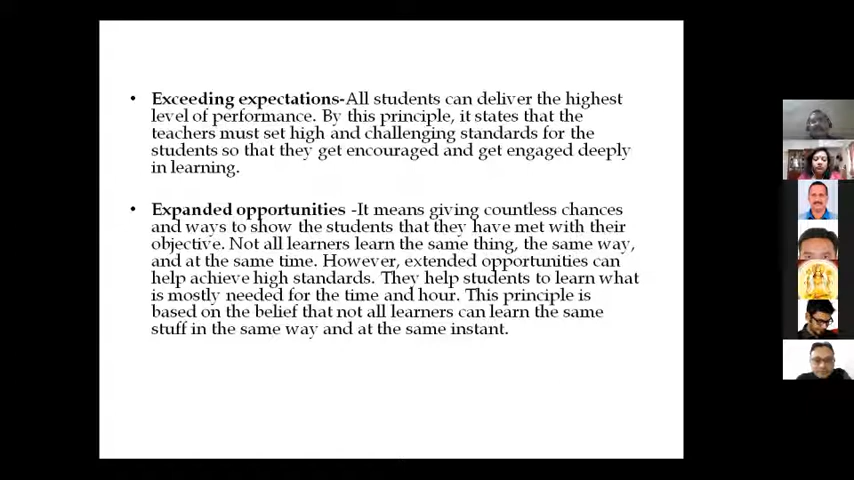 • Exceeding expectations-All students can deliver the highest
level of performance. By this principle, it states that the
teachers must set high and challenging standards for the
students so that they get encouraged and get engaged deeply
in learning.
• Expanded opportunities -It means giving countless chances
and ways to show the students that they have met with their
objective. Not all learners learn the same thing, the same way,
and at the same time. However, extended opportunities can
help achieve high standards. They help students to learn what
is mostly needed for the time and hour. This principle is
based on the belief that not all learners can learn the same
stuff in the same way and at the same instant.